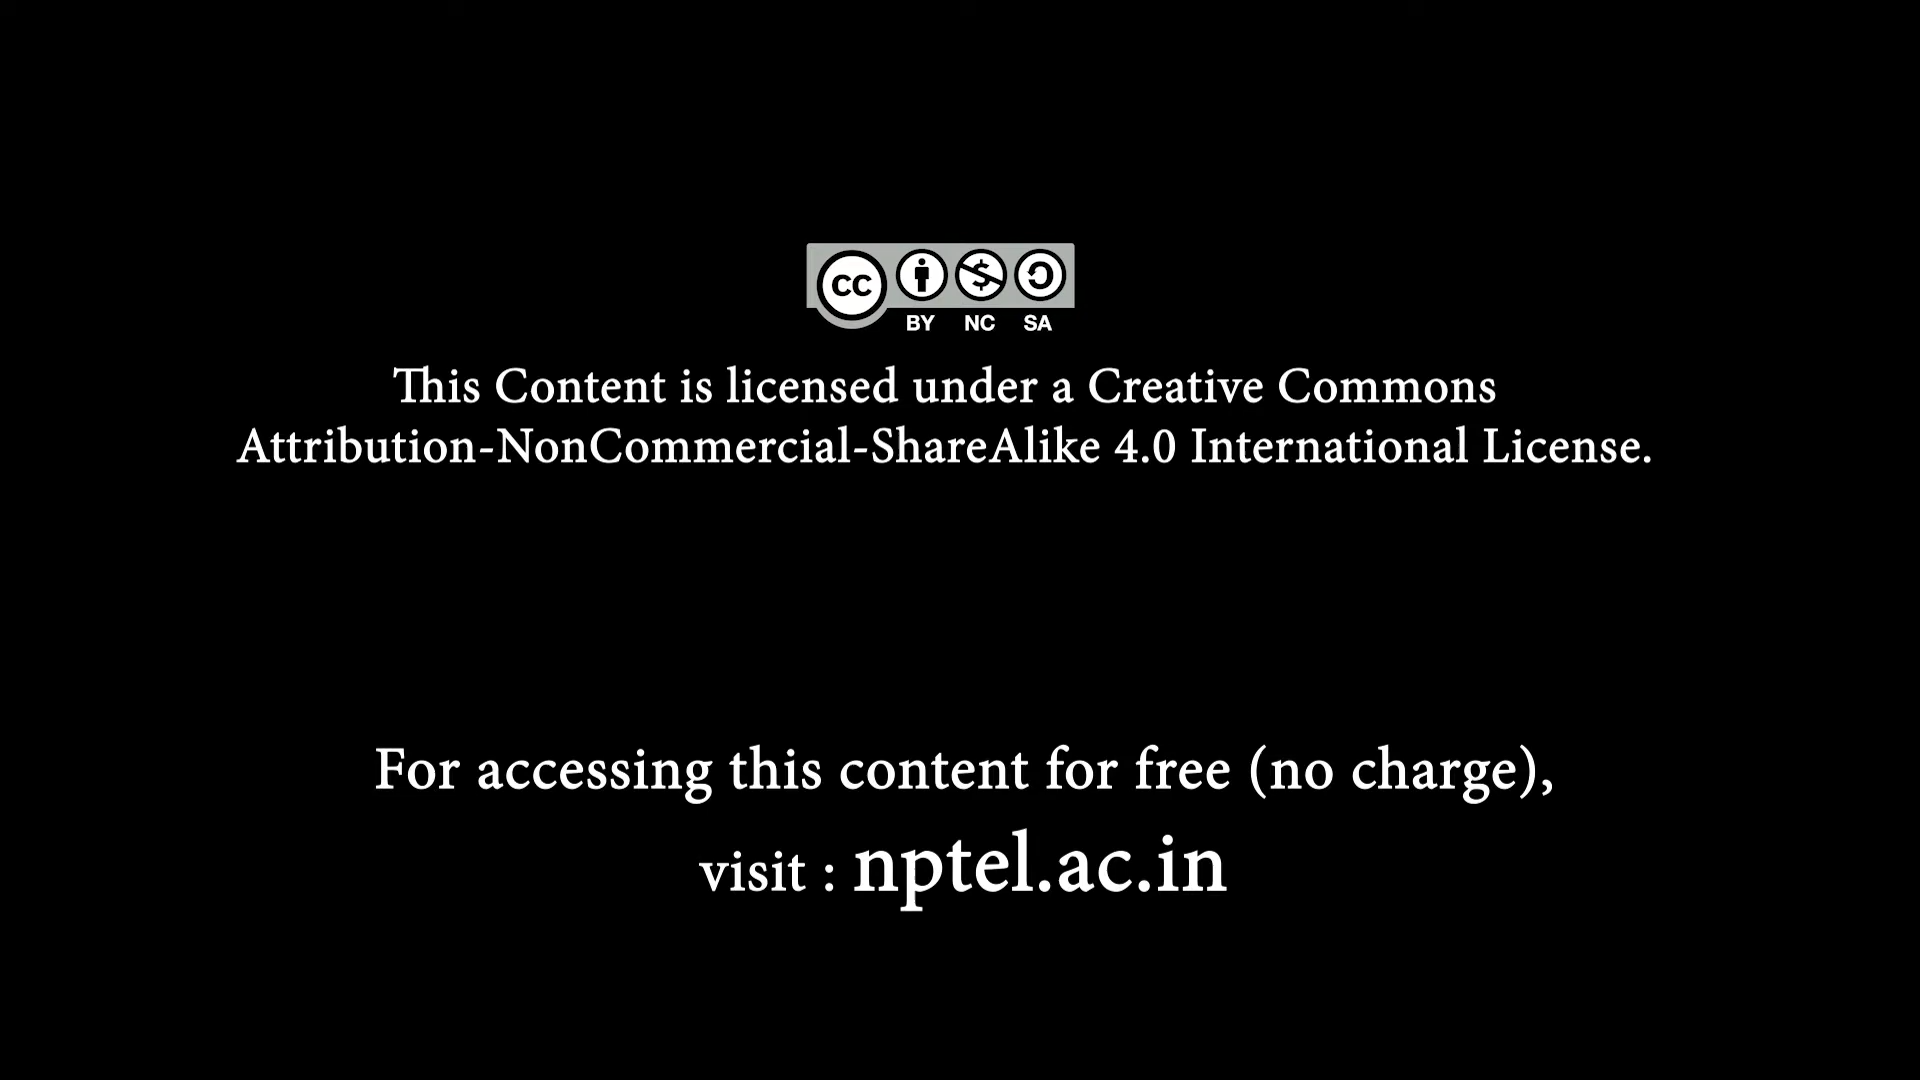 cc
BY NC SA
This Content is licensed under a Creative Commons
Attribution-NonCommercial-ShareAlike 4.0 International License.
For accessing this content for free (no charge),
visit : nptel.ac.in